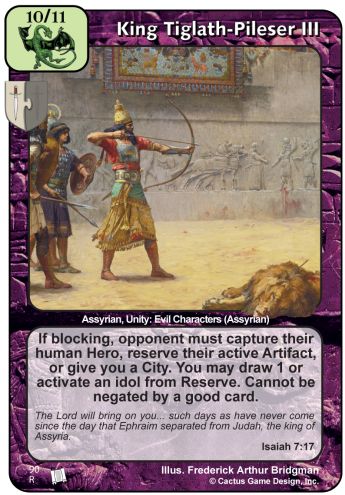 10/11
King Tiglath-Pileser III
Assyrian, Unity: Evil Characters (Assyrian)
If blocking, opponent must capture their
human Hero, reserve their active Artifact,
or give you a City. You may draw 1 or
activate an idol from Reserve. Cannot be
negated by a good card.
The Lord will bring on you... such days as have never come
since the day that Ephraim separated from Judah, the king of
Assyria.
Isaiah 7:17
90
R
Illus. Frederick Arthur Bridgman
© Cactus Game Design, Inc.